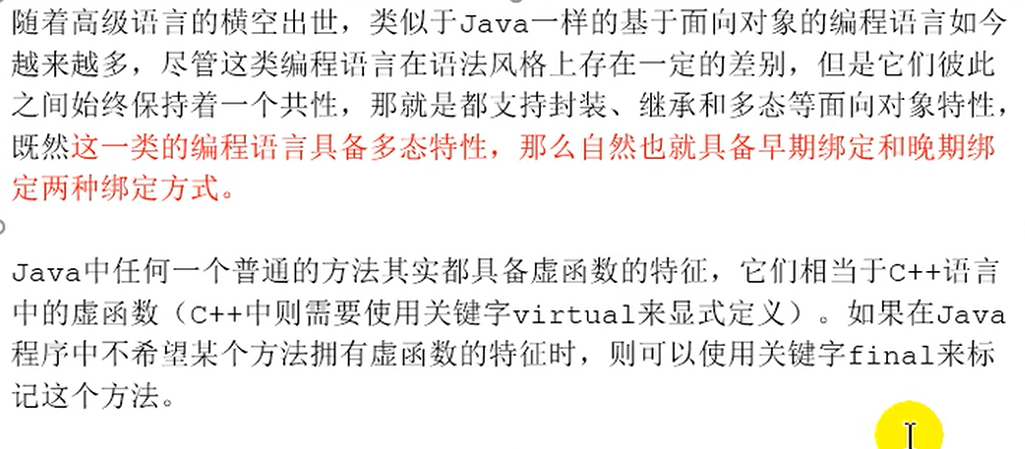 随着高级语言的横空出世，类似于Java一样的基于面向对象的编程语言如今
越来越多，尽管这类编程语言在语法风格上存在一定的差别，但是它们彼此
之间始终保持着一个共性，那就是都支持封装、继承和多态等面向对象特性，
既然这一类的编程语言具备多态特性，那么自然也就具备早期绑定和晚期绑
定两种绑定方式。
Java中任何一个普通的方法其实都具备虚函数的特征，它们相当于C++语言
中的虚函数（C++中则需要使用关键字virtual来显式定义）。如果在Java
程序中不希望某个方法拥有虚函数的特征时，则可以使用关键字final来标
记这个方法。